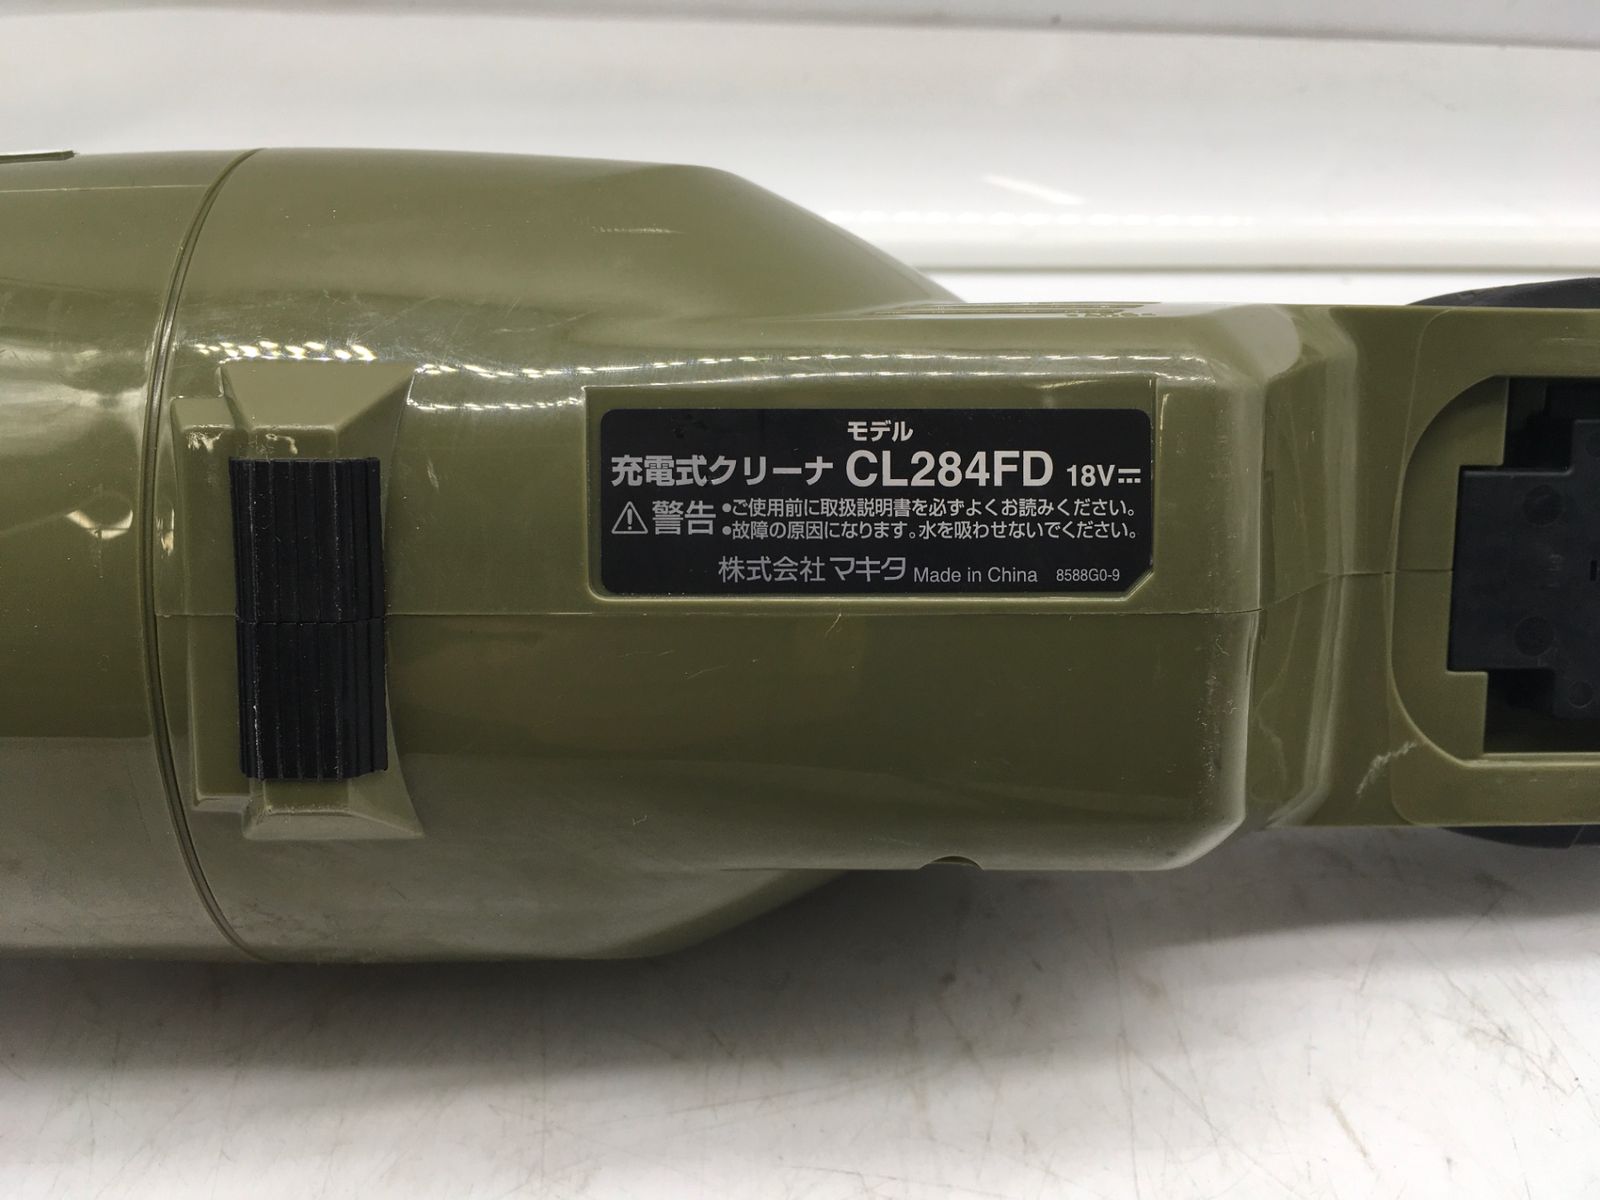 モデル
充電式クリーナ CL284FD 18V⎓
⚠警告 •ご使用前に取扱説明書を必ずよくお読みください。
•故障の原因になります。水を吸わせないでください。
株式会社マキタ Made in China 8588G0-9